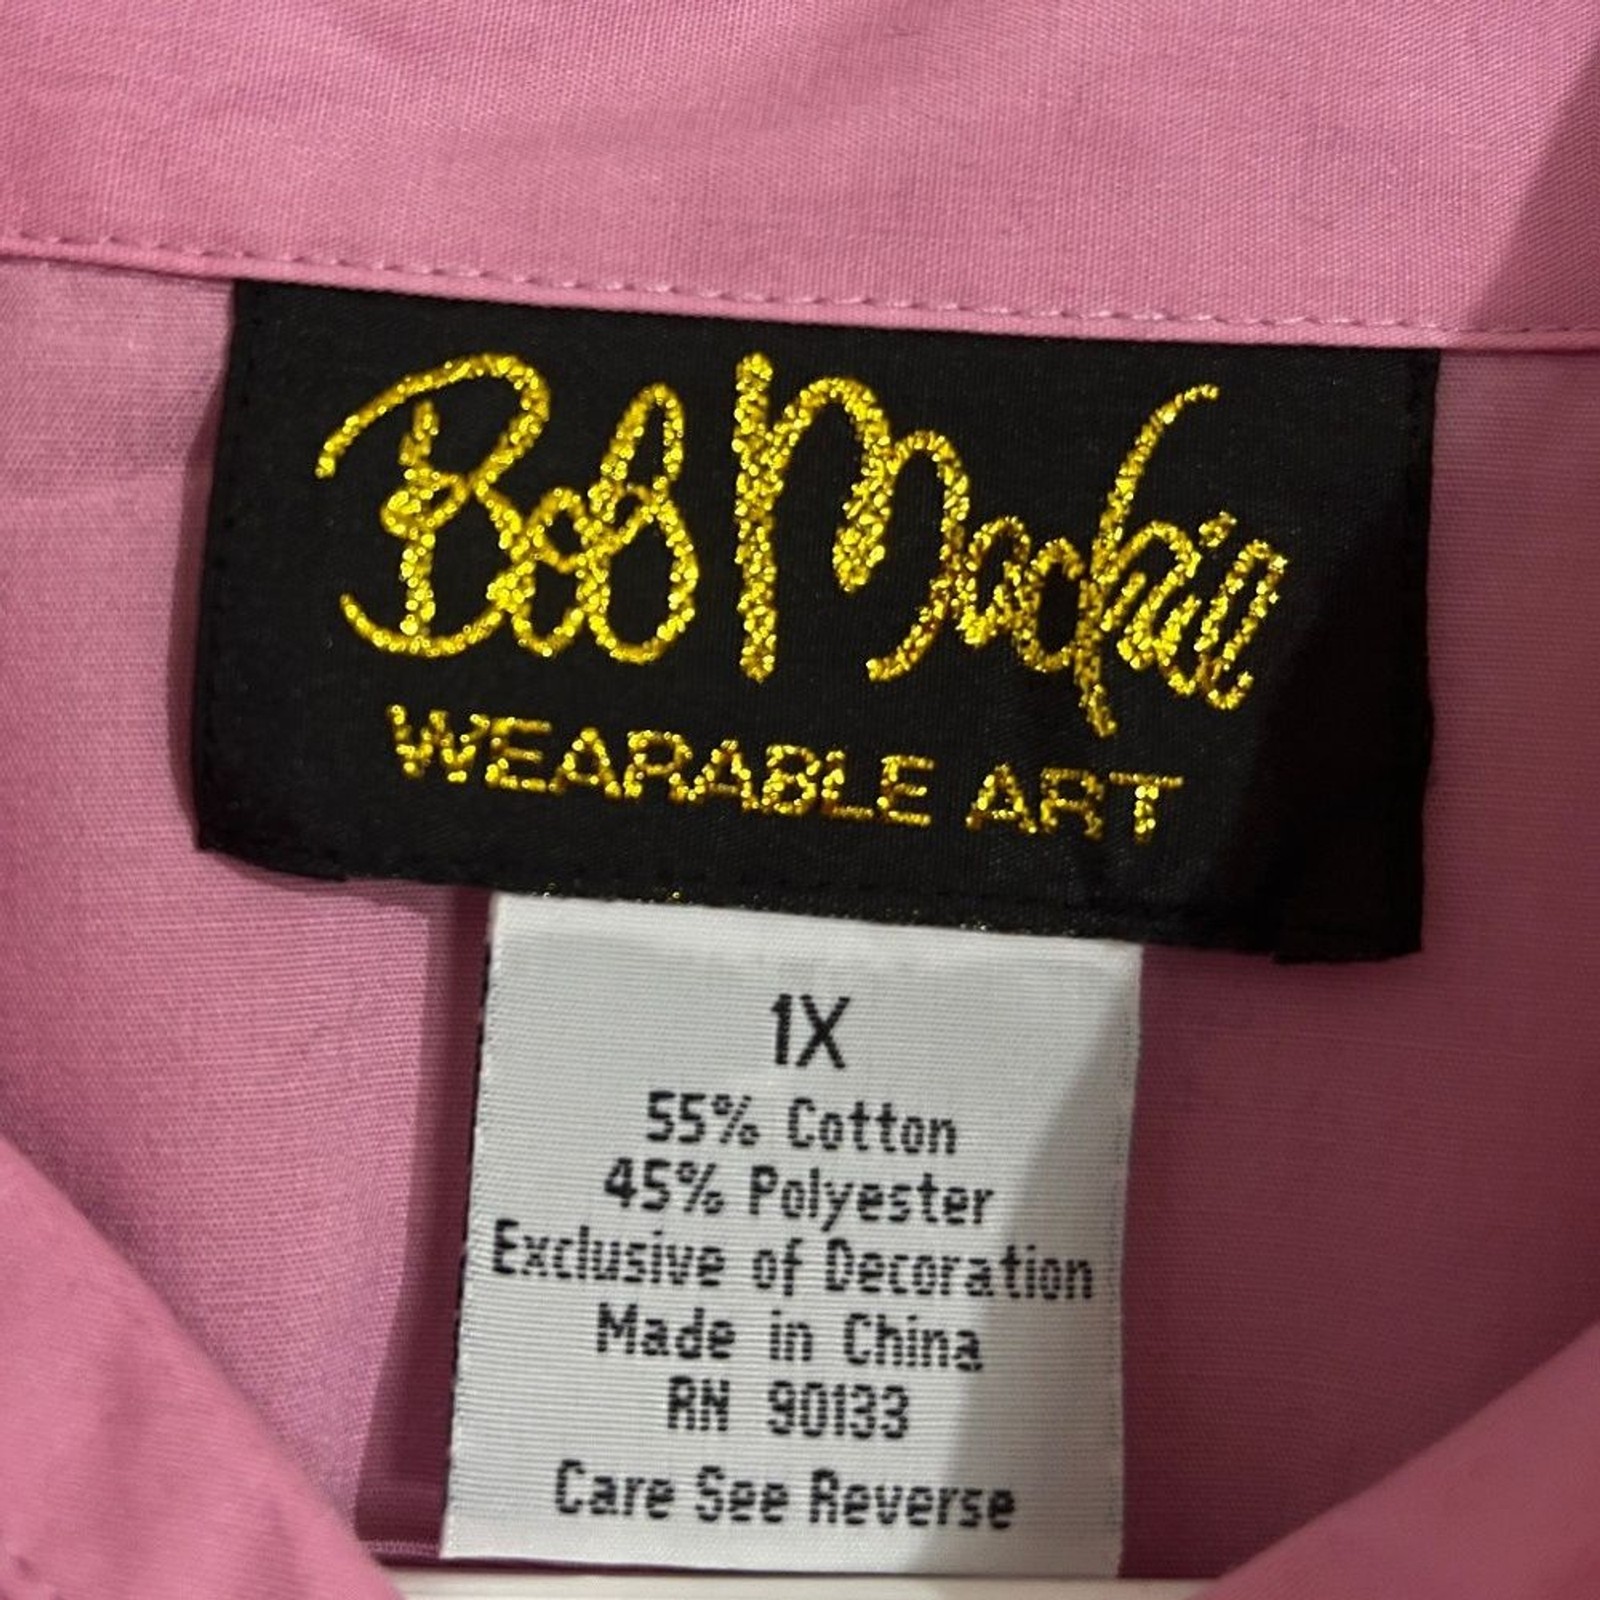 Bob Mackie
WEARABLE ART
1X
55% Cotton
45% Polyester
Exclusive of Decoration
Made in China
RN 90133
Care See Reverse